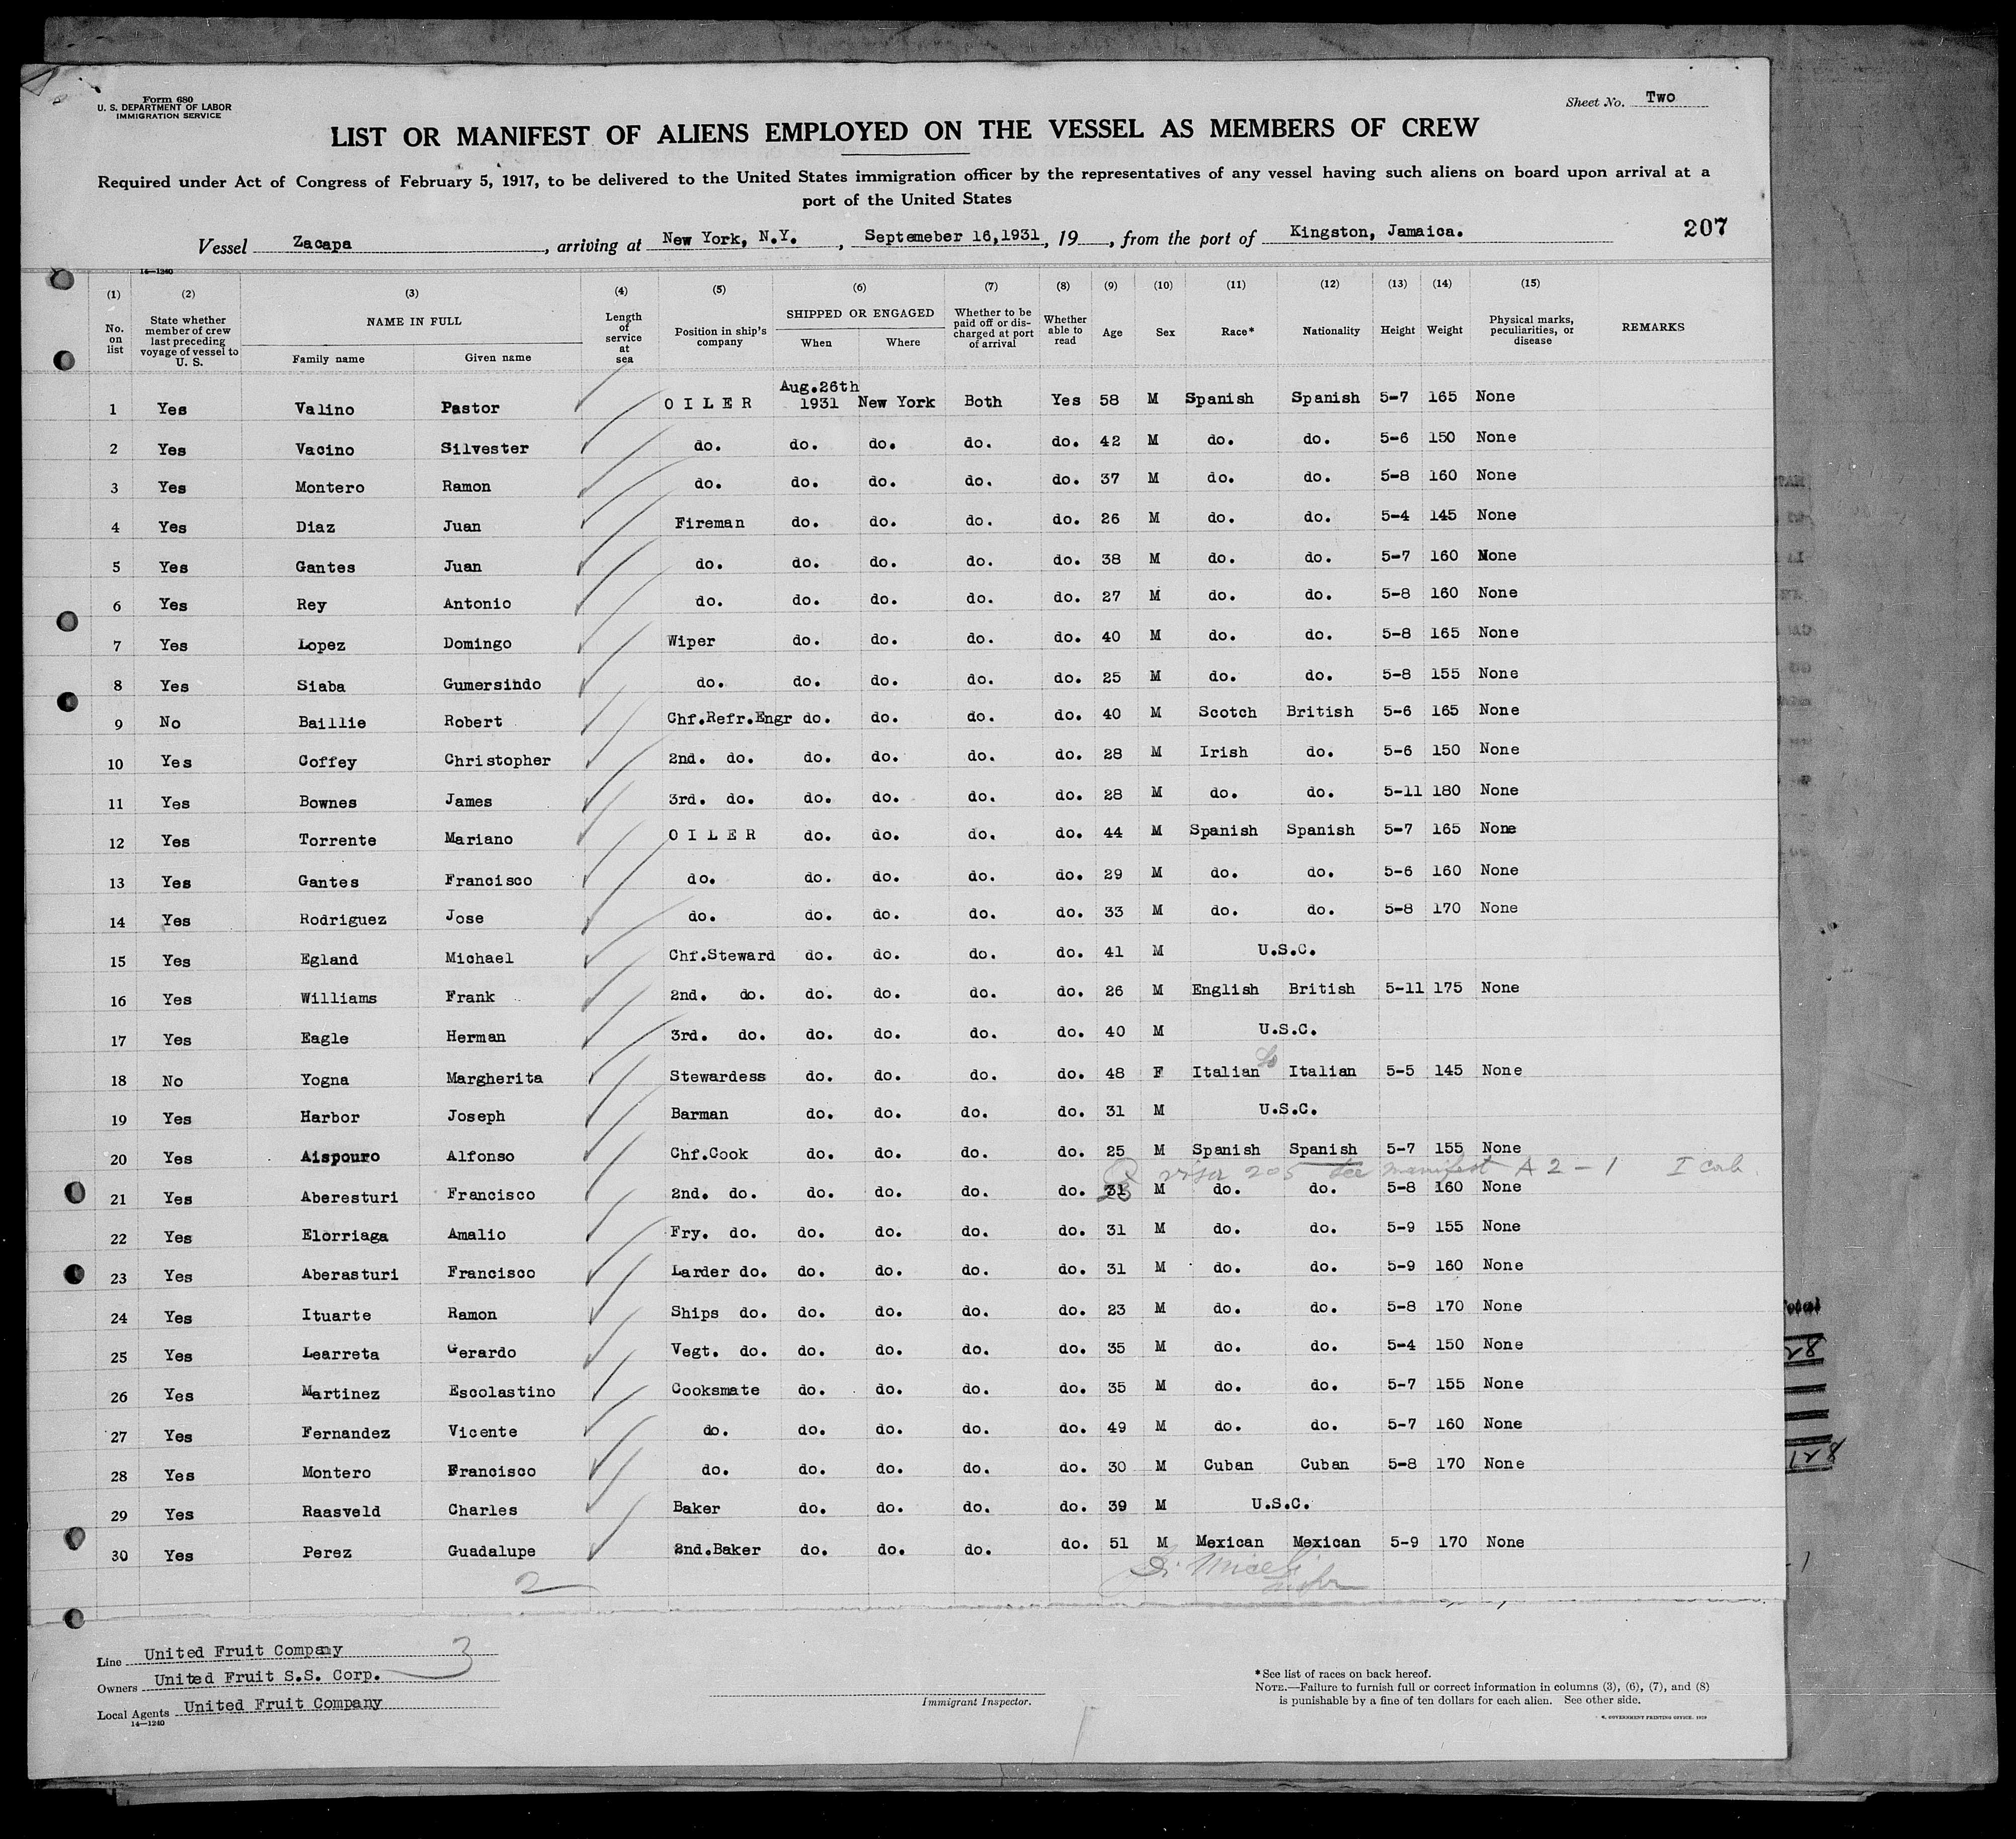 Form 680
U. S. DEPARTMENT OF LABOR
IMMIGRATION SERVICE
Sheet No. Two
LIST OR MANIFEST OF ALIENS EMPLOYED ON THE VESSEL AS MEMBERS OF CREW
Required under Act of Congress of February 5, 1917, to be delivered to the United States immigration officer by the representatives of any vessel having such aliens on board upon arrival at a
port of the United States
Vessel Zacapa, arriving at New York, N.Y., Septemeber 16,1931, 19, from the port of Kingston, Jamaica. 207
14—1240
(1) (2) (3) (4) (5) (6) (7) (8) (9) (10) (11) (12) (13) (14) (15)
No. on list State whether member of crew last preceding voyage of vessel to U. S. NAME IN FULL Family name Given name Length of service at sea Position in ship's company SHIPPED OR ENGAGED When Where Whether to be paid off or discharged at port of arrival Whether able to read Age Sex Race* Nationality Height Weight Physical marks, peculiarities, or disease REMARKS
1 Yes Valino Pastor OILER Aug.26th 1931 New York Both Yes 58 M Spanish Spanish 5-7 165 None
2 Yes Vacino Silvester do. do. do. do. do. 42 M do. do. 5-6 150 None
3 Yes Montero Ramon do. do. do. do. do. 37 M do. do. 5-8 160 None
4 Yes Diaz Juan Fireman do. do. do. do. 26 M do. do. 5-4 145 None
5 Yes Gantes Juan do. do. do. do. do. 38 M do. do. 5-7 160 None
6 Yes Rey Antonio do. do. do. do. do. 27 M do. do. 5-8 160 None
7 Yes Lopez Domingo Wiper do. do. do. do. 40 M do. do. 5-8 165 None
8 Yes Siaba Gumersindo do. do. do. do. do. 25 M do. do. 5-8 155 None
9 No Baillie Robert Chf.Refr.Engr do. do. do. do. 40 M Scotch British 5-6 165 None
10 Yes Coffey Christopher 2nd. do. do. do. do. do. 28 M Irish do. 5-6 150 None
11 Yes Bownes James 3rd. do. do. do. do. do. 28 M do. do. 5-11 180 None
12 Yes Torrente Mariano OILER do. do. do. do. 44 M Spanish Spanish 5-7 165 None
13 Yes Gantes Francisco do. do. do. do. do. 29 M do. do. 5-6 160 None
14 Yes Rodriguez Jose do. do. do. do. do. 33 M do. do. 5-8 170 None
15 Yes Egland Michael Chf.Steward do. do. do. do. 41 M U.S.C.
16 Yes Williams Frank 2nd. do. do. do. do. do. 26 M English British 5-11 175 None
17 Yes Eagle Herman 3rd. do. do. do. do. do. 40 M U.S.C.
18 No Yogna Margherita Stewardess do. do. do. do. 48 F Italian Italian 5-5 145 None
19 Yes Harbor Joseph Barman do. do. do. do. 31 M U.S.C.
20 Yes Aispouro Alfonso Chf.Cook do. do. do. do. 25 M Spanish Spanish 5-7 155 None
visa 205 see manifest A 2 - 1
21 Yes Aberesturi Francisco 2nd. do. do. do. do. do. 31 M do. do. 5-8 160 None
22 Yes Elorriaga Amalio Fry. do. do. do. do. do. 31 M do. do. 5-9 155 None
23 Yes Aberasturi Francisco Larder do. do. do. do. do. 31 M do. do. 5-9 160 None
24 Yes Ituarte Ramon Ships do. do. do. do. do. 23 M do. do. 5-8 170 None
25 Yes Learreta Gerardo Vegt. do. do. do. do. do. 35 M do. do. 5-4 150 None
26 Yes Martinez Escolastino Cooksmate do. do. do. do. 35 M do. do. 5-7 155 None
27 Yes Fernandez Vicente do. do. do. do. do. 49 M do. do. 5-7 160 None
28 Yes Montero Francisco do. do. do. do. do. 30 M Cuban Cuban 5-8 170 None
29 Yes Raasveld Charles Baker do. do. do. do. 39 M U.S.C.
30 Yes Perez Guadalupe 2nd.Baker do. do. do. do. 51 M Mexican Mexican 5-9 170 None
2
Line United Fruit Company 3
Owners United Fruit S.S. Corp.
Local Agents United Fruit Company
14—1240
Immigrant Inspector.
*See list of races on back hereof.
NOTE.—Failure to furnish full or correct information in columns (3), (6), (7), and (8)
is punishable by a fine of ten dollars for each alien. See other side.
GOVERNMENT PRINTING OFFICE
Total
28
128